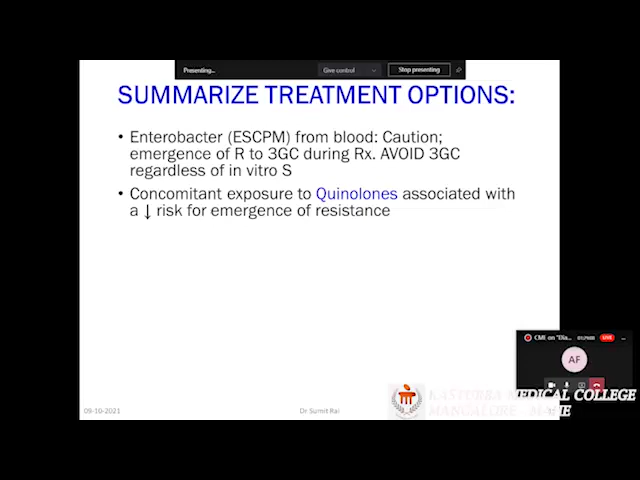 Presenting...
Give control
Stop presenting
SUMMARIZE TREATMENT OPTIONS:
• Enterobacter (ESCPM) from blood: Caution;
emergence of R to 3GC during Rx. AVOID 3GC
regardless of in vitro S
• Concomitant exposure to Quinolones associated with
a ↓ risk for emergence of resistance
CME on "Dia...
LIVE
AF
KASTURBA MEDICAL COLLEGE
MANGALORE
09-10-2021
Dr Sumit Rai